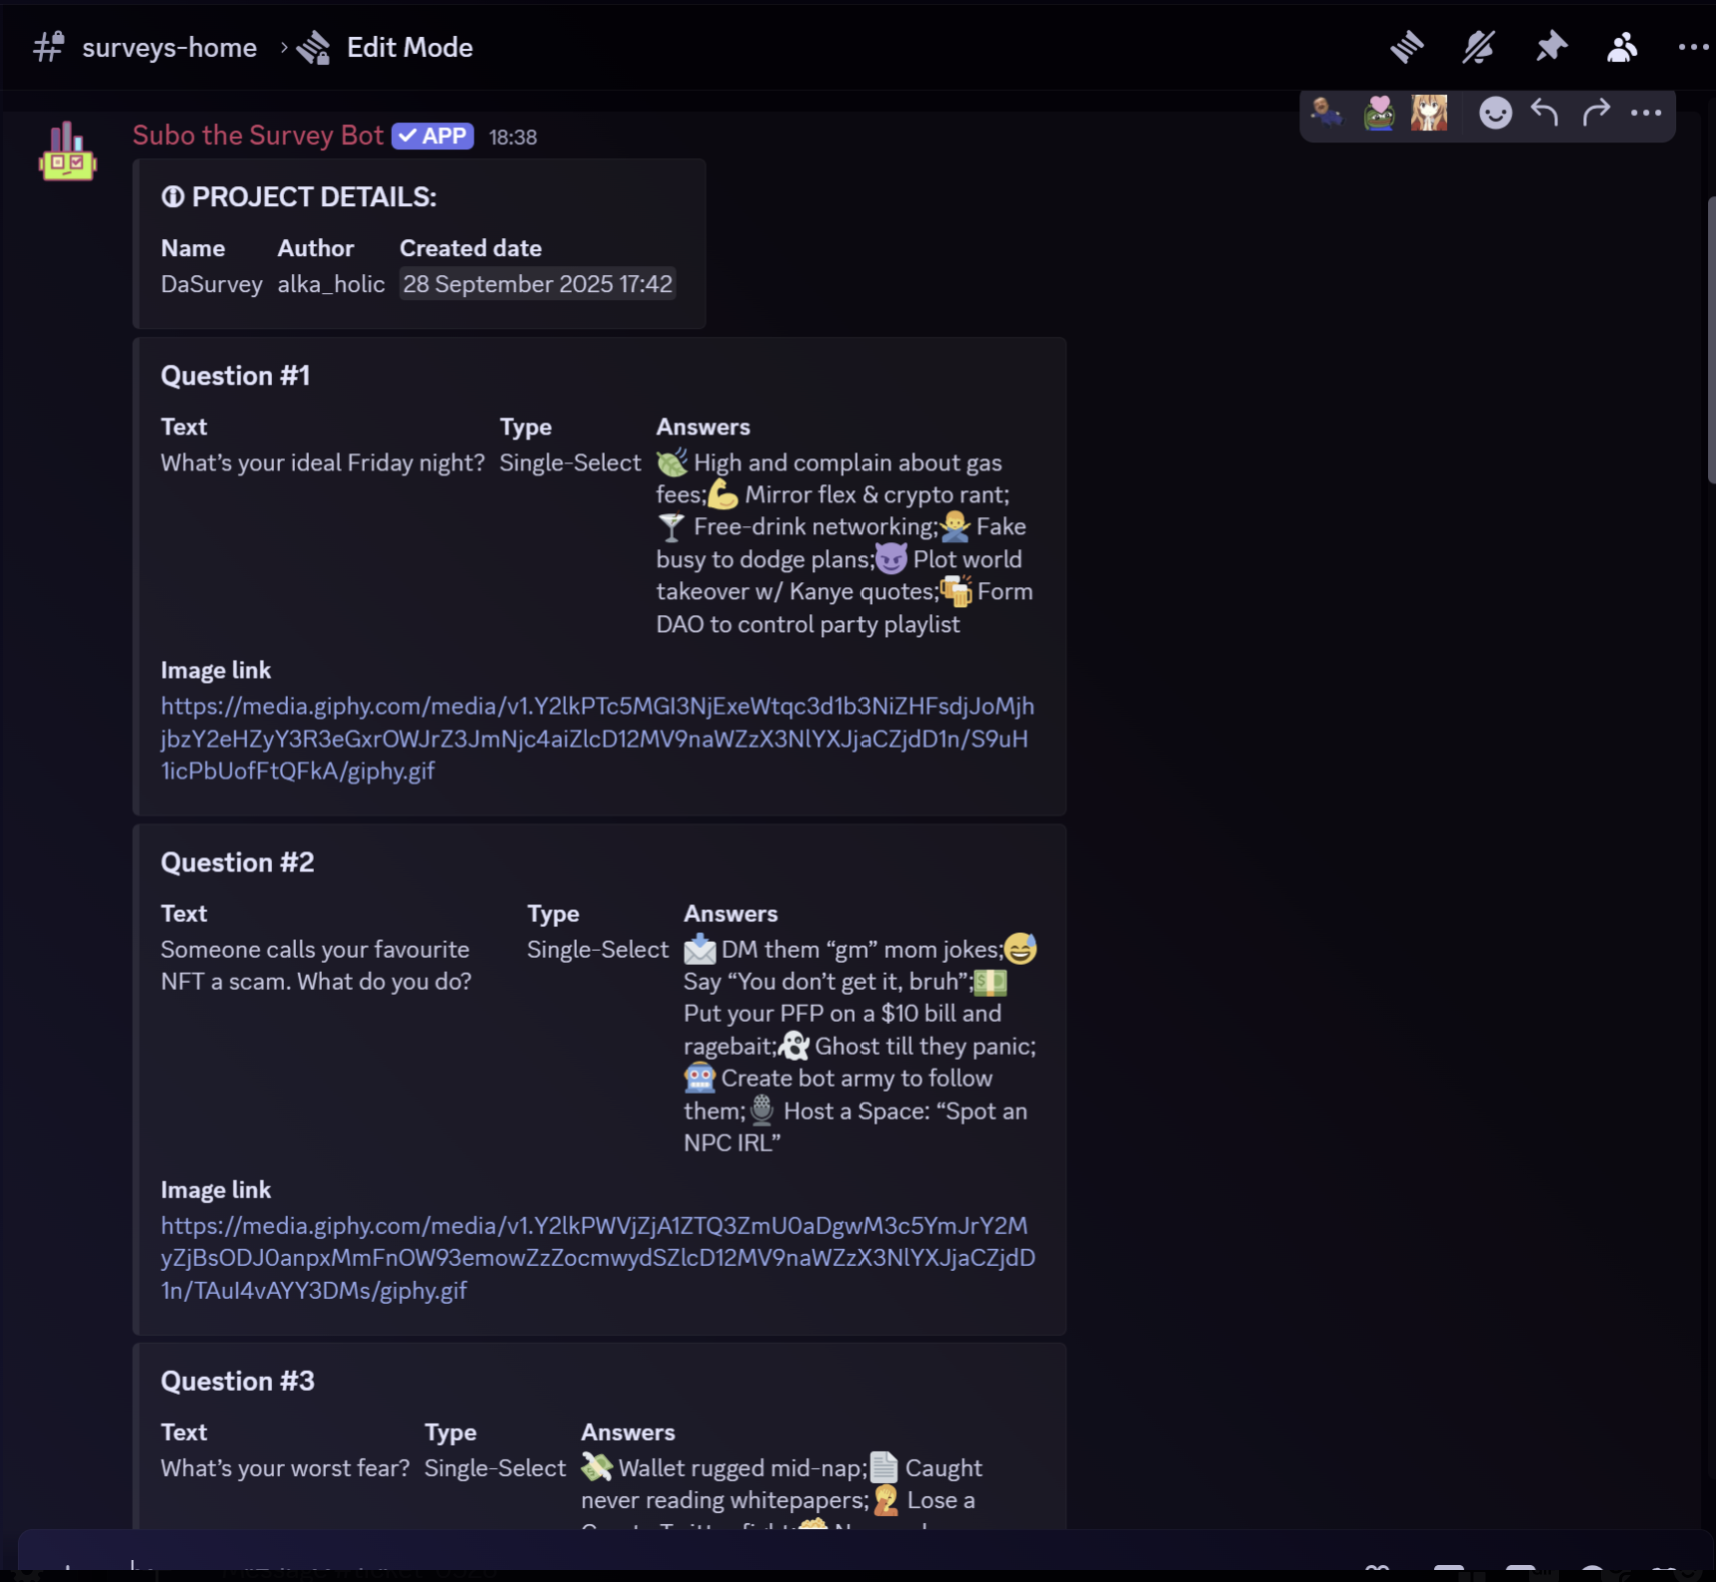 surveys-home › Edit Mode
Subo the Survey Bot ✓ APP 18:38
PROJECT DETAILS:
Name Author Created date
DaSurvey alka_holic 28 September 2025 17:42
Question #1
Text Type Answers
What's your ideal Friday night? Single-Select 🍃 High and complain about gas
fees;💪 Mirror flex & crypto rant;
🍸 Free-drink networking;🙅‍♂️ Fake
busy to dodge plans;😈 Plot world
takeover w/ Kanye quotes;🍻 Form
DAO to control party playlist
Image link
https://media.giphy.com/media/v1.Y2lkPTc5MGI3NjExeWtqc3d1b3NiZHFsdjJoMjh
jbzY2eHZyY3R3eGxrOWJrZ3JmNjc4aiZlcD12MV9naWZzX3NlYXJjaCZjdD1n/S9uH
1icPbUofFtQFkA/giphy.gif
Question #2
Text Type Answers
Someone calls your favourite Single-Select 📩 DM them “gm” mom jokes;😅
NFT a scam. What do you do? Say “You don’t get it, bruh”;💵
Put your PFP on a $10 bill and
ragebait;👻 Ghost till they panic;
🤖 Create bot army to follow
them;🎙️ Host a Space: “Spot an
NPC IRL”
Image link
https://media.giphy.com/media/v1.Y2lkPWVjZjA1ZTQ3ZmU0aDgwM3c5YmJrY2M
yZjBsODJ0anpxMmFnOW93emowZzZocmwydSZlcD12MV9naWZzX3NlYXJjaCZjdD
1n/TAuI4vAYY3DMs/giphy.gif
Question #3
Text Type Answers
What’s your worst fear? Single-Select 💸 Wallet rugged mid-nap;📄 Caught
never reading whitepapers;🤦 Lose a